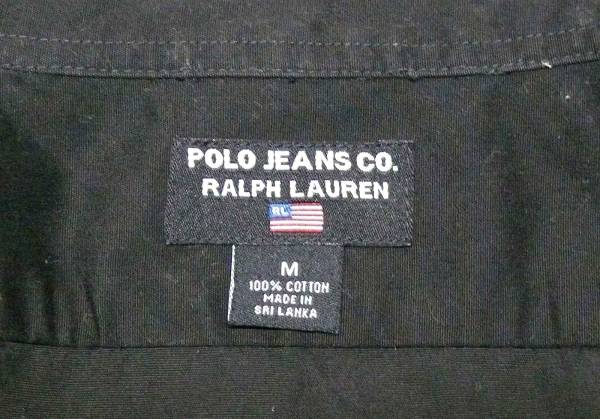 POLO JEANS CO.
RALPH LAUREN
RL
M
100% COTTON
MADE IN
SRI LANKA